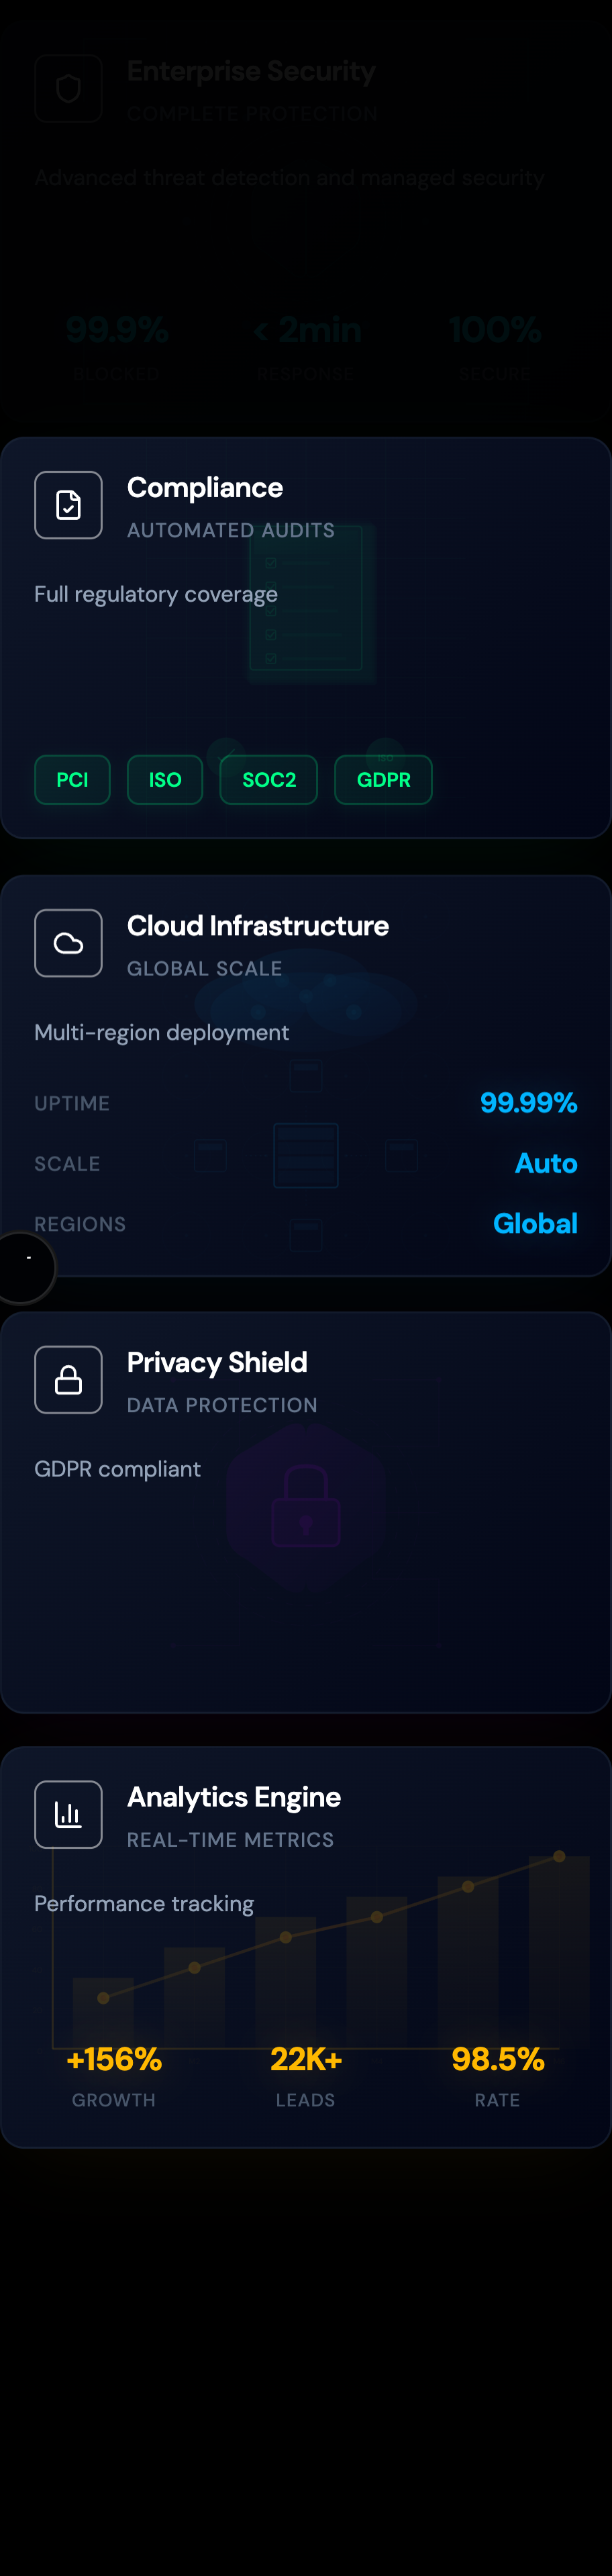 Enterprise Security
COMPLETE PROTECTION
Advanced threat detection and managed security
99.9% < 2min 100%
BLOCKED RESPONSE SECURE
Compliance
AUTOMATED AUDITS
Full regulatory coverage
ISO
PCI ISO SOC2 GDPR
Cloud Infrastructure
GLOBAL SCALE
Multi-region deployment
UPTIME 99.99%
SCALE Auto
REGIONS Global
Privacy Shield
DATA PROTECTION
GDPR compliant
Analytics Engine
REAL-TIME METRICS
Performance tracking
+156% 22K+ 98.5%
GROWTH LEADS RATE